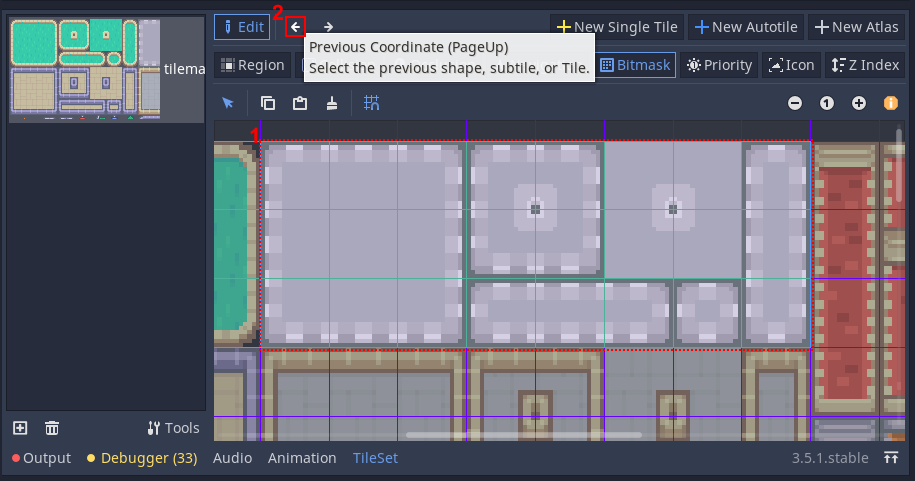 2
Edit
New Single Tile
New Autotile
New Atlas
tilema
Previous Coordinate (PageUp)
Select the previous shape, subtile, or Tile.
Region
Bitmask
Priority
Icon
Z Index
1
1
Tools
Output
Debugger (33)
Audio
Animation
TileSet
3.5.1.stable